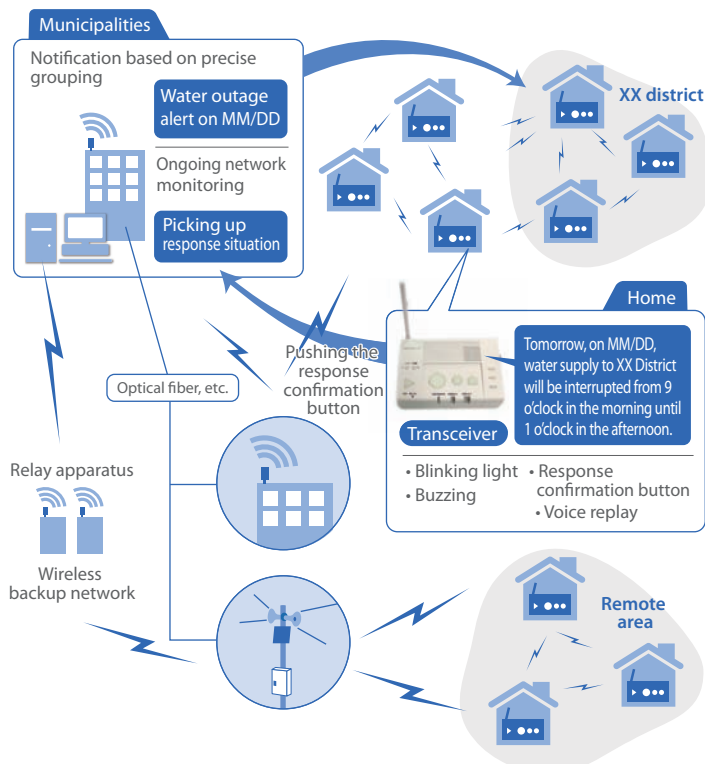 Municipalities
Notification based on precise
grouping
Water outage
alert on MM/DD
Ongoing network
monitoring
Picking up
response situation
XX district
Home
Tomorrow, on MM/DD,
water supply to XX District
will be interrupted from 9
o'clock in the morning until
1 o'clock in the afternoon.
Transceiver
• Blinking light
• Buzzing
• Response
confirmation button
• Voice replay
Pushing the
response
confirmation
button
Optical fiber, etc.
Relay apparatus
Wireless
backup network
Remote
area